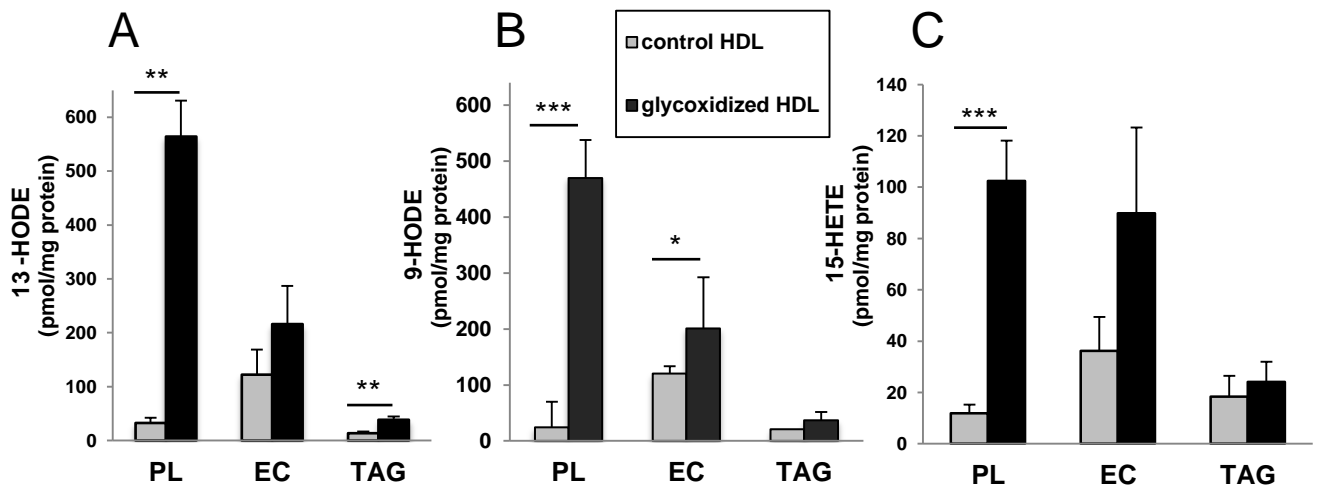 A
13 -HODE
(pmol/mg protein)
600
500
400
300
200
100
0
**
**
PL EC TAG
B
control HDL
glycoxidized HDL
9-HODE
(pmol/mg protein)
600
500
400
300
200
100
0
***
*
PL EC TAG
C
15-HETE
(pmol/mg protein)
140
120
100
80
60
40
20
0
***
PL EC TAG